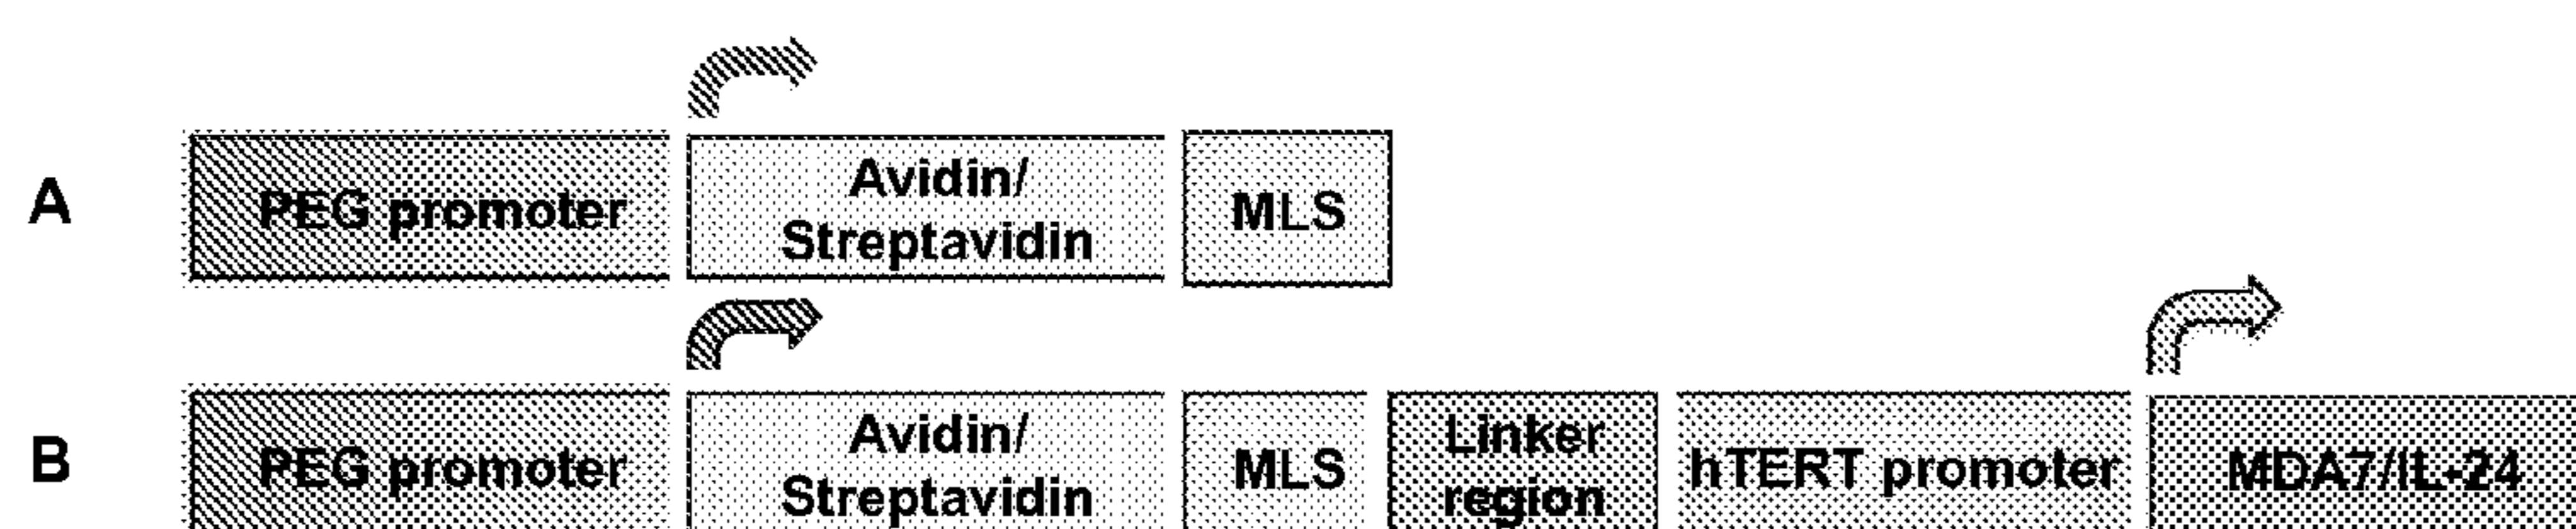 A
PEG promoter
Avidin/
Streptavidin
MLS
B
PEG promoter
Avidin/
Streptavidin
MLS
Linker
region
hTERT promoter
MDA7/IL-24